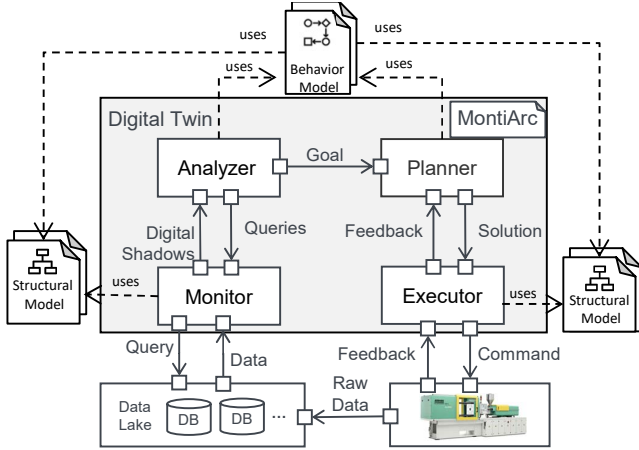 uses
uses
uses
uses
Behavior
Model
Digital Twin
MontiArc
Analyzer
Goal
Planner
Digital
Shadows
Queries
Feedback
Solution
Structural
Model
uses
Monitor
Executor
uses
Structural
Model
Query
Data
Feedback
Command
Data
Lake
DB
DB
...
Raw
Data